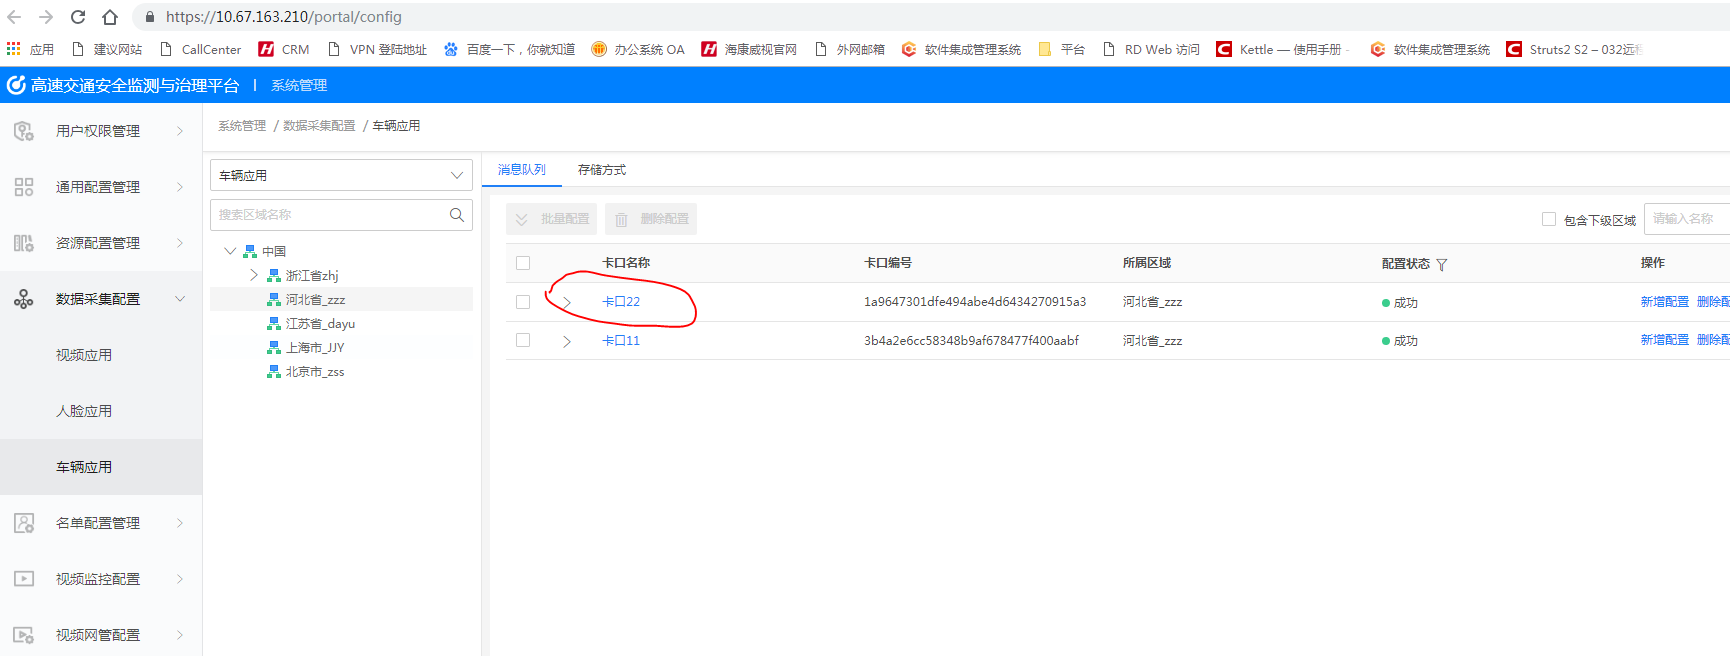 https://10.67.163.210/portal/config
应用 建议网站 CallCenter CRM VPN 登陆地址 百度一下，你就知道 办公系统 OA 海康威视官网 外网邮箱 软件集成管理系统 平台 RD Web 访问 Kettle — 使用手册 - 软件集成管理系统 Struts2 S2 – 032远程
高速交通安全监测与治理平台 | 系统管理
用户权限管理
通用配置管理
资源配置管理
数据采集配置
视频应用
人脸应用
车辆应用
名单配置管理
视频监控配置
视频网管配置
系统管理 / 数据采集配置 / 车辆应用
车辆应用
搜索区域名称
中国
浙江省zhj
河北省_zzz
江苏省_dayu
上海市_JJY
北京市_zss
消息队列 存储方式
批量配置 删除配置 包含下级区域 请输入名称
卡口名称 卡口编号 所属区域 配置状态 操作
卡口22 1a9647301dfe494abe4d6434270915a3 河北省_zzz 成功 新增配置 删除配
卡口11 3b4a2e6cc58348b9af678477f400aabf 河北省_zzz 成功 新增配置 删除配